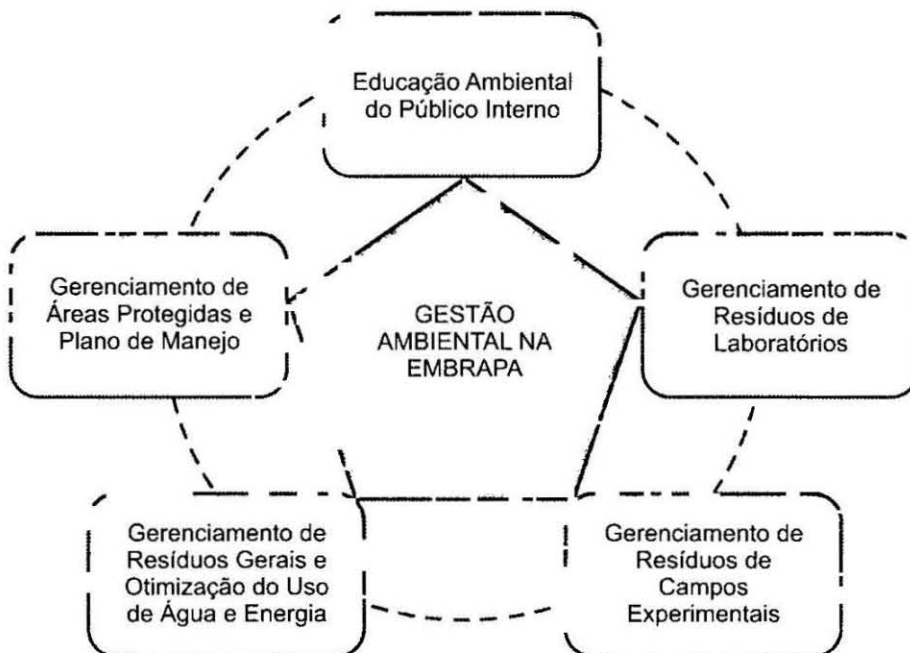 Educação Ambiental
do Público Interno
Gerenciamento de
Áreas Protegidas e
Plano de Manejo
GESTÃO
AMBIENTAL NA
EMBRAPA
Gerenciamento de
Resíduos de
Laboratórios
Gerenciamento de
Resíduos Gerais e
Otimização do Uso
de Água e Energia
Gerenciamento de
Resíduos de
Campos
Experimentais